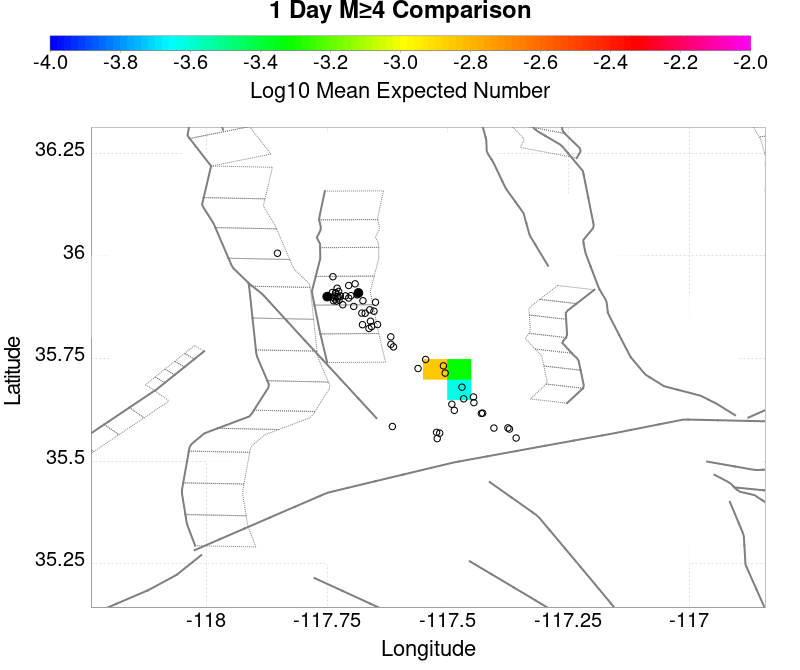 1 Day M≥4 Comparison
-4.0 -3.8 -3.6 -3.4 -3.2 -3.0 -2.8 -2.6 -2.4 -2.2 -2.0
Log10 Mean Expected Number
36.25
36
35.75
35.5
35.25
Latitude
-118 -117.75 -117.5 -117.25 -117
Longitude